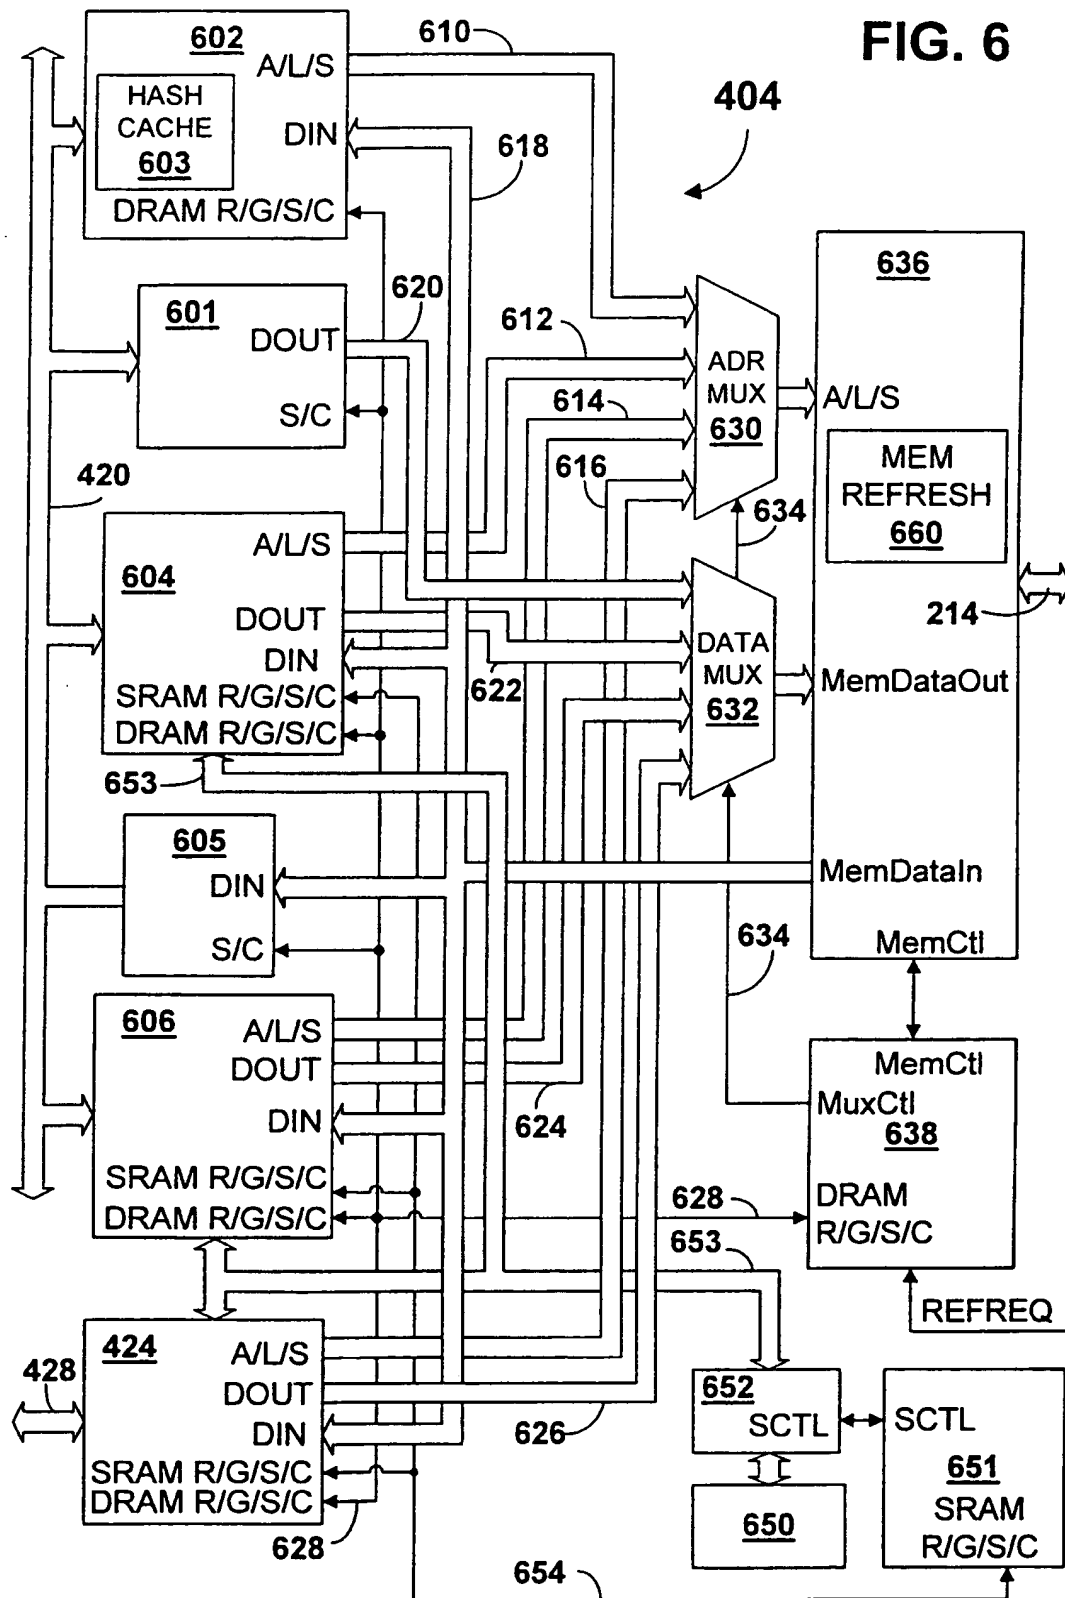 FIG. 6
602
610
A/L/S
HASH
CACHE
603
DIN
404
618
DRAM R/G/S/C
636
620
601
612
DOUT
ADR
MUX
630
A/L/S
S/C
614
MEM
REFRESH
660
616
420
634
A/L/S
604
214
DOUT
DIN
DATA
MUX
632
622
MemDataOut
SRAM R/G/S/C
DRAM R/G/S/C
653
605
DIN
MemDataIn
S/C
634
MemCtl
606
A/L/S
DOUT
MemCtl
MuxCtl
638
DIN
624
SRAM R/G/S/C
DRAM R/G/S/C
628
DRAM
R/G/S/C
653
REFREQ
424
A/L/S
428
DOUT
DIN
626
652
SCTL
SCTL
651
SRAM R/G/S/C
DRAM R/G/S/C
628
650
SRAM
R/G/S/C
654